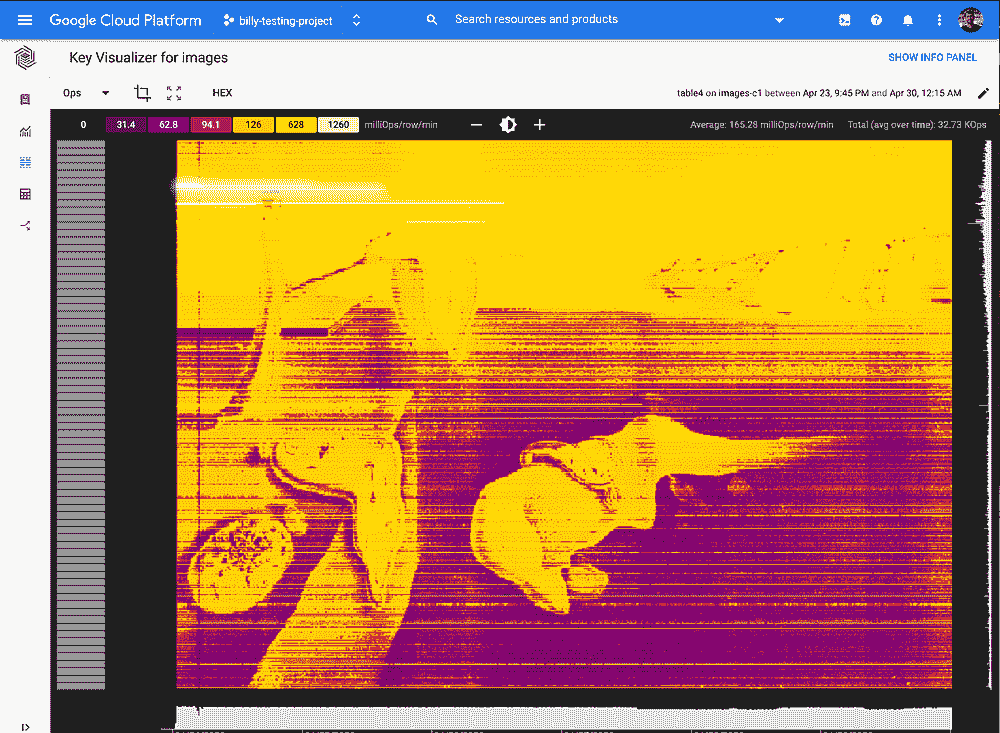 Google Cloud Platform billy-testing-project Search resources and products
Key Visualizer for images SHOW INFO PANEL
Ops HEX table4 on images-c1 between Apr 23, 9:45 PM and Apr 30, 12:15 AM
0 31.4 62.8 94.1 126 628 1260 milliOps/row/min Average: 165.28 milliOps/row/min Total (avg over time): 32.73 KOps